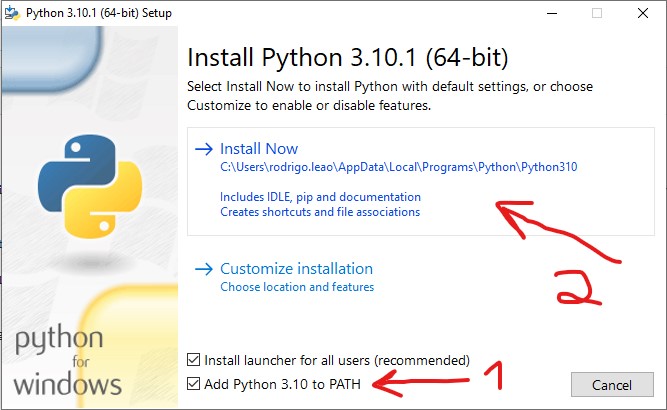 Python 3.10.1 (64-bit) Setup
Install Python 3.10.1 (64-bit)
Select Install Now to install Python with default settings, or choose
Customize to enable or disable features.
Install Now
C:\Users\rodrigo.leao\AppData\Local\Programs\Python\Python310
Includes IDLE, pip and documentation
Creates shortcuts and file associations
2
Customize installation
Choose location and features
python
for
windows
Install launcher for all users (recommended)
Add Python 3.10 to PATH
1
Cancel